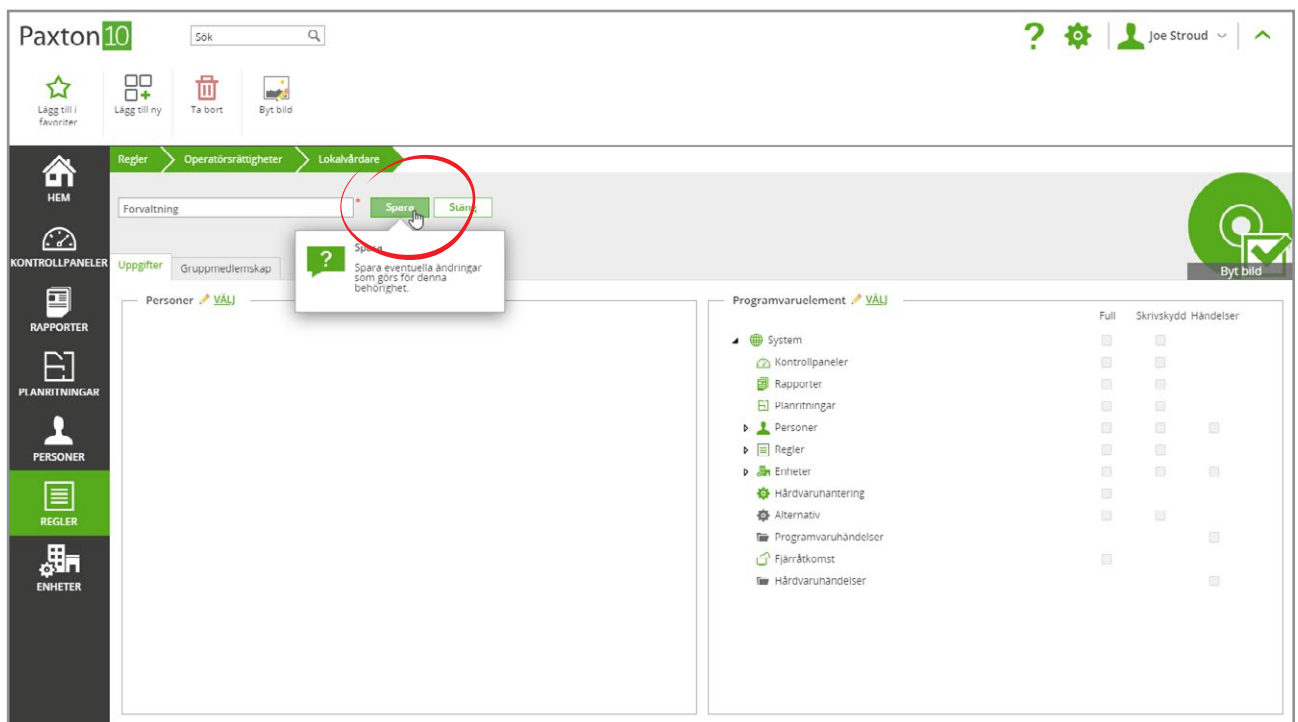 Paxton 10
Sök
?
Joe Stroud
Lägg till i
favoriter
Lägg till ny
Ta bort
Byt bild
Regler
Operatörsrättigheter
Lokalvårdare
HEM
KONTROLLPANELER
RAPPORTER
PLANRITNINGAR
PERSONER
REGLER
ENHETER
Forvaltning
*
Spara
Stäng
Byt bild
?
Spara
Spara eventuella ändringar
som görs för denna
behörighet.
Uppgifter
Gruppmedlemskap
Personer VÄLJ
Programvaruelement VÄLJ
Full Skrivskydd Händelser
System
Kontrollpaneler
Rapporter
Planritningar
Personer
Regler
Enheter
Hårdvaruhantering
Alternativ
Programvaruhändelser
Fjärråtkomst
Hårdvaruhändelser